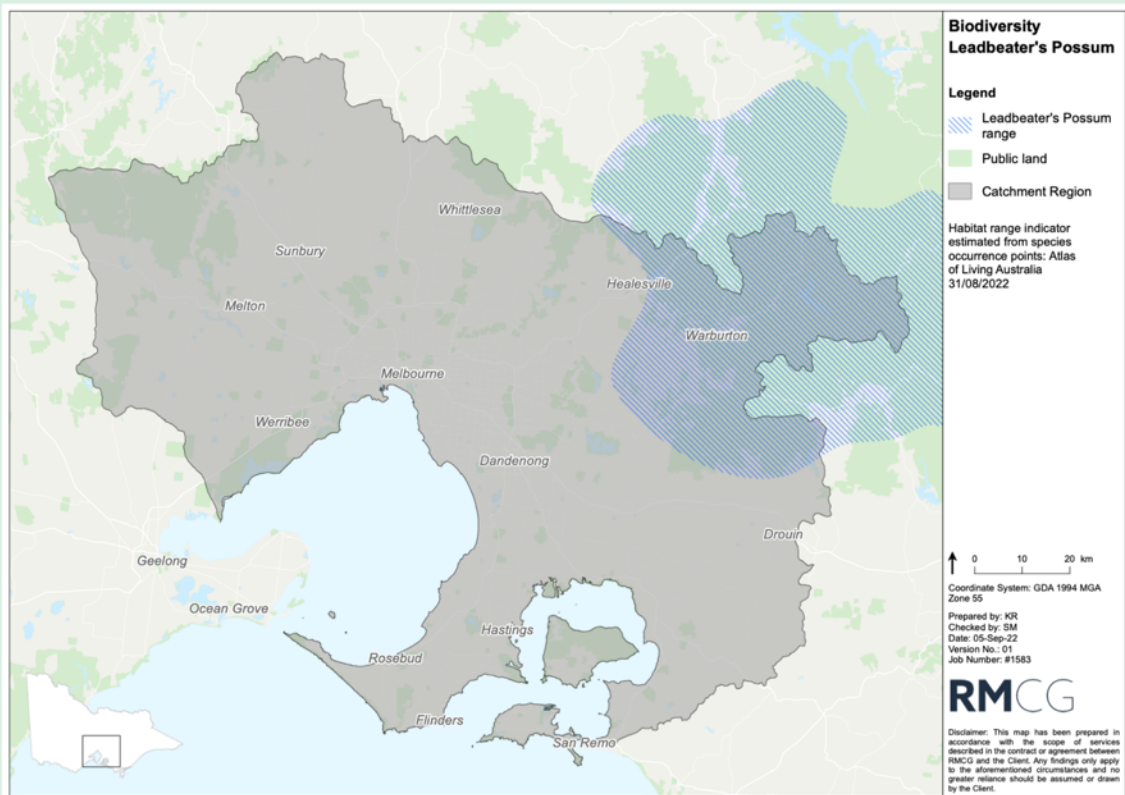 Biodiversity
Leadbeater's Possum
Legend
Leadbeater's Possum
range
Public land
Catchment Region
Habitat range indicator
estimated from species
occurrence points: Atlas
of Living Australia
31/08/2022
Whittlesea
Sunbury
Healesville
Melton
Warburton
Melbourne
Werribee
Dandenong
Drouin
Geelong
Ocean Grove
Hastings
Rosebud
Flinders
San Remo
0 10 20 km
Coordinate System: GDA 1994 MGA
Zone 55
Prepared by: KR
Checked by: SM
Date: 05-Sep-22
Version No.: 01
Job Number: #1583
RMCG
Disclaimer: This map has been prepared in
accordance with the scope of services
described in the contract or agreement between
RMCG and the Client. Any findings only apply
to the aforementioned circumstances and no
greater reliance should be assumed or drawn
by the Client.